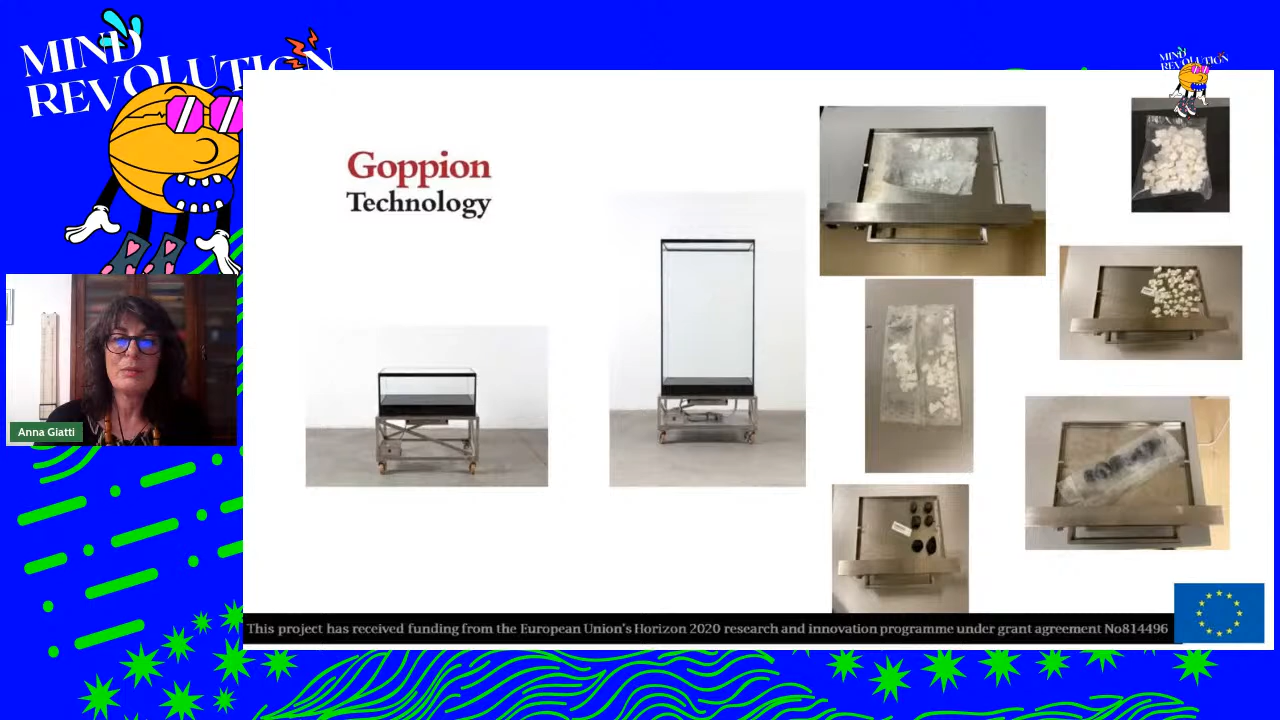 MIND
REVOLUTION
MIND
REVOLUTION
Goppion
Technology
Anna Giatti
This project has received funding from the European Union's Horizon 2020 research and innovation programme under grant agreement No814496